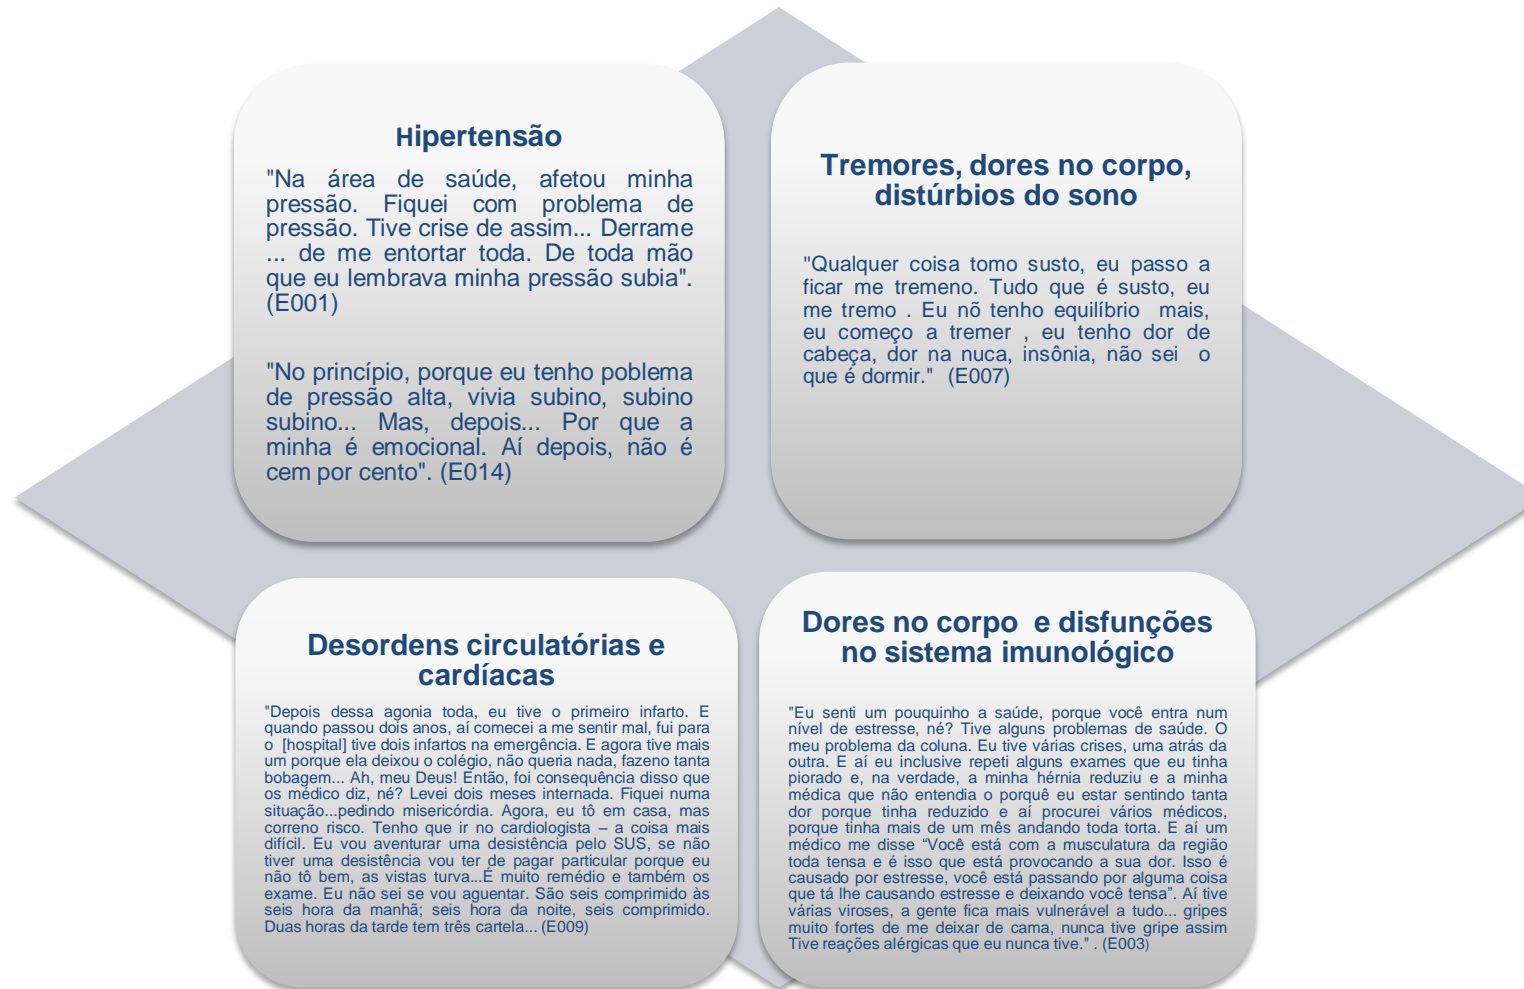 Hipertensão
"Na área de saúde, afetou minha
pressão. Fiquei com problema de
pressão. Tive crise de assim... Derrame
... de me entortar toda. De toda mão
que eu lembrava minha pressão subia".
(E001)
"No princípio, porque eu tenho poblema
de pressão alta, vivia subino, subino
subino... Mas, depois... Por que a
minha é emocional. Aí depois, não é
cem por cento". (E014)
Tremores, dores no corpo,
distúrbios do sono
"Qualquer coisa tomo susto, eu passo a
ficar me tremeno. Tudo que é susto, eu
me tremo . Eu nõ tenho equilíbrio mais,
eu começo a tremer , eu tenho dor de
cabeça, dor na nuca, insônia, não sei o
que é dormir." (E007)
Desordens circulatórias e
cardíacas
"Depois dessa agonia toda, eu tive o primeiro infarto. E
quando passou dois anos, aí comecei a me sentir mal, fui para
o [hospital] tive dois infartos na emergência. E agora tive mais
um porque ela deixou o colégio, não queria nada, fazeno tanta
bobagem... Ah, meu Deus! Então, foi consequência disso que
os médico diz, né? Levei dois meses internada. Fiquei numa
situação...pedindo misericórdia. Agora, eu tô em casa, mas
correno risco. Tenho que ir no cardiologista – a coisa mais
difícil. Eu vou aventurar uma desistência pelo SUS, se não
tiver uma desistência vou ter de pagar particular porque eu
não tô bem, as vistas turva...É muito remédio e também os
exame. Eu não sei se vou aguentar. São seis comprimido às
seis hora da manhã; seis hora da noite, seis comprimido.
Duas horas da tarde tem três cartela... (E009)
Dores no corpo e disfunções
no sistema imunológico
"Eu senti um pouquinho a saúde, porque você entra num
nível de estresse, né? Tive alguns problemas de saúde. O
meu problema da coluna. Eu tive várias crises, uma atrás da
outra. E aí eu inclusive repeti alguns exames que eu tinha
piorado e, na verdade, a minha hérnia reduziu e a minha
médica que não entendia o porquê eu estar sentindo tanta
dor porque tinha reduzido e aí procurei vários médicos,
porque tinha mais de um mês andando toda torta. E aí um
médico me disse “Você está com a musculatura da região
toda tensa e é isso que está provocando a sua dor. Isso é
causado por estresse, você está passando por alguma coisa
que tá lhe causando estresse e deixando você tensa”. Aí tive
várias viroses, a gente fica mais vulnerável a tudo... gripes
muito fortes de me deixar de cama, nunca tive gripe assim
Tive reações alérgicas que eu nunca tive." . (E003)